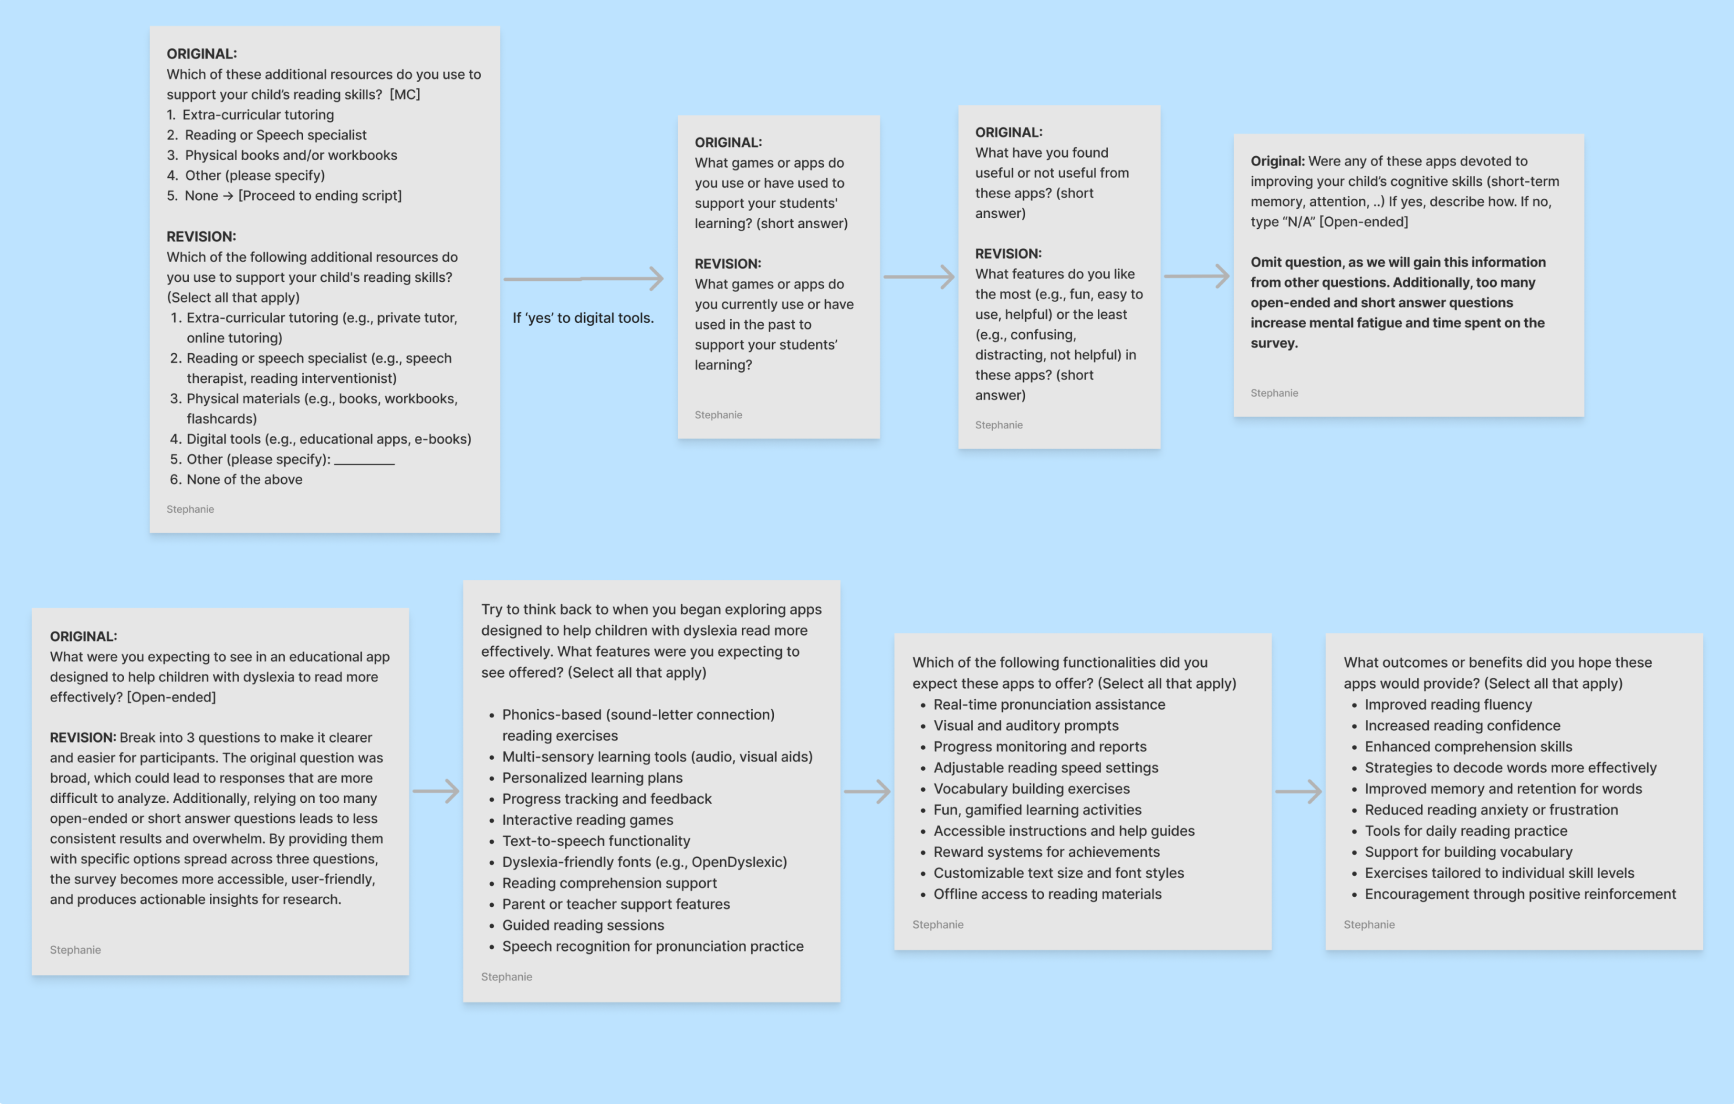 ORIGINAL:
Which of these additional resources do you use to
support your child's reading skills?  [MC]
1.  Extra-curricular tutoring
2.  Reading or Speech specialist
3.  Physical books and/or workbooks
4.  Other (please specify)
5.  None → [Proceed to ending script]
REVISION:
Which of the following additional resources do
you use to support your child's reading skills?
(Select all that apply)
1. Extra-curricular tutoring (e.g., private tutor,
online tutoring)
2. Reading or speech specialist (e.g., speech
therapist, reading interventionist)
3. Physical materials (e.g., books, workbooks,
flashcards)
4. Digital tools (e.g., educational apps, e-books)
5. Other (please specify): __________
6. None of the above
Stephanie
If ‘yes’ to digital tools.
ORIGINAL:
What games or apps do
you use or have used to
support your students'
learning? (short answer)
REVISION:
What games or apps do
you currently use or have
used in the past to
support your students’
learning?
Stephanie
ORIGINAL:
What have you found
useful or not useful from
these apps? (short
answer)
REVISION:
What features do you like
the most (e.g., fun, easy to
use, helpful) or the least
(e.g., confusing,
distracting, not helpful) in
these apps? (short
answer)
Stephanie
Original: Were any of these apps devoted to
improving your child's cognitive skills (short-term
memory, attention, ..) If yes, describe how. If no,
type “N/A” [Open-ended]
Omit question, as we will gain this information
from other questions. Additionally, too many
open-ended and short answer questions
increase mental fatigue and time spent on the
survey.
Stephanie
ORIGINAL:
What were you expecting to see in an educational app
designed to help children with dyslexia to read more
effectively? [Open-ended]
REVISION: Break into 3 questions to make it clearer
and easier for participants. The original question was
broad, which could lead to responses that are more
difficult to analyze. Additionally, relying on too many
open-ended or short answer questions leads to less
consistent results and overwhelm. By providing them
with specific options spread across three questions,
the survey becomes more accessible, user-friendly,
and produces actionable insights for research.
Stephanie
Try to think back to when you began exploring apps
designed to help children with dyslexia read more
effectively. What features were you expecting to
see offered? (Select all that apply)
• Phonics-based (sound-letter connection)
reading exercises
• Multi-sensory learning tools (audio, visual aids)
• Personalized learning plans
• Progress tracking and feedback
• Interactive reading games
• Text-to-speech functionality
• Dyslexia-friendly fonts (e.g., OpenDyslexic)
• Reading comprehension support
• Parent or teacher support features
• Guided reading sessions
• Speech recognition for pronunciation practice
Stephanie
Which of the following functionalities did you
expect these apps to offer? (Select all that apply)
• Real-time pronunciation assistance
• Visual and auditory prompts
• Progress monitoring and reports
• Adjustable reading speed settings
• Vocabulary building exercises
• Fun, gamified learning activities
• Accessible instructions and help guides
• Reward systems for achievements
• Customizable text size and font styles
• Offline access to reading materials
Stephanie
What outcomes or benefits did you hope these
apps would provide? (Select all that apply)
• Improved reading fluency
• Increased reading confidence
• Enhanced comprehension skills
• Strategies to decode words more effectively
• Improved memory and retention for words
• Reduced reading anxiety or frustration
• Tools for daily reading practice
• Support for building vocabulary
• Exercises tailored to individual skill levels
• Encouragement through positive reinforcement
Stephanie